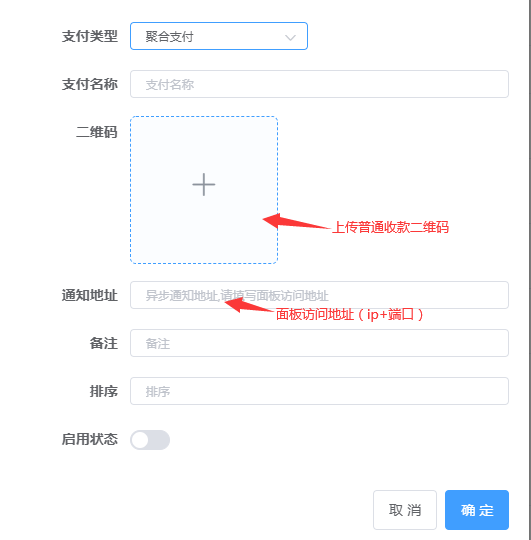 支付类型 聚合支付
支付名称 支付名称
二维码
上传普通收款二维码
通知地址 异步通知地址,请填写面板访问地址
面板访问地址（ip+端口）
备注 备注
排序 排序
启用状态
取 消 确 定